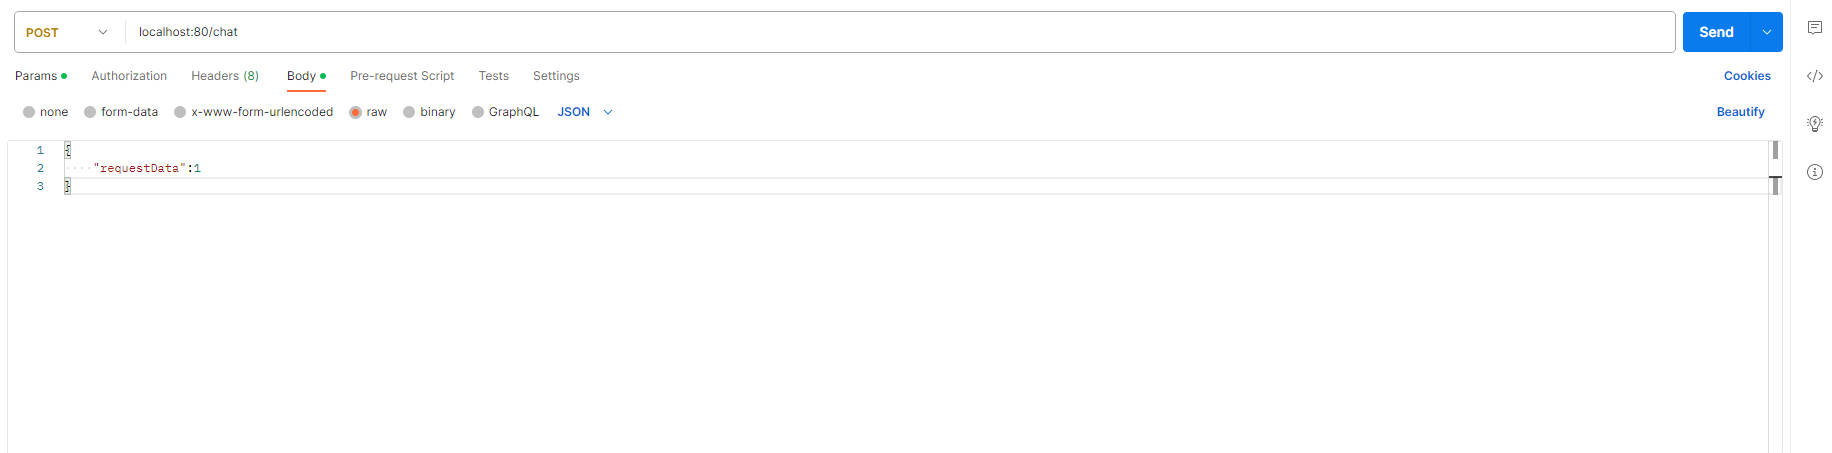 POST localhost:80/chat Send
Params Authorization Headers (8) Body Pre-request Script Tests Settings Cookies
none form-data x-www-form-urlencoded raw binary GraphQL JSON Beautify
1 {
2 "requestData":1
3 }